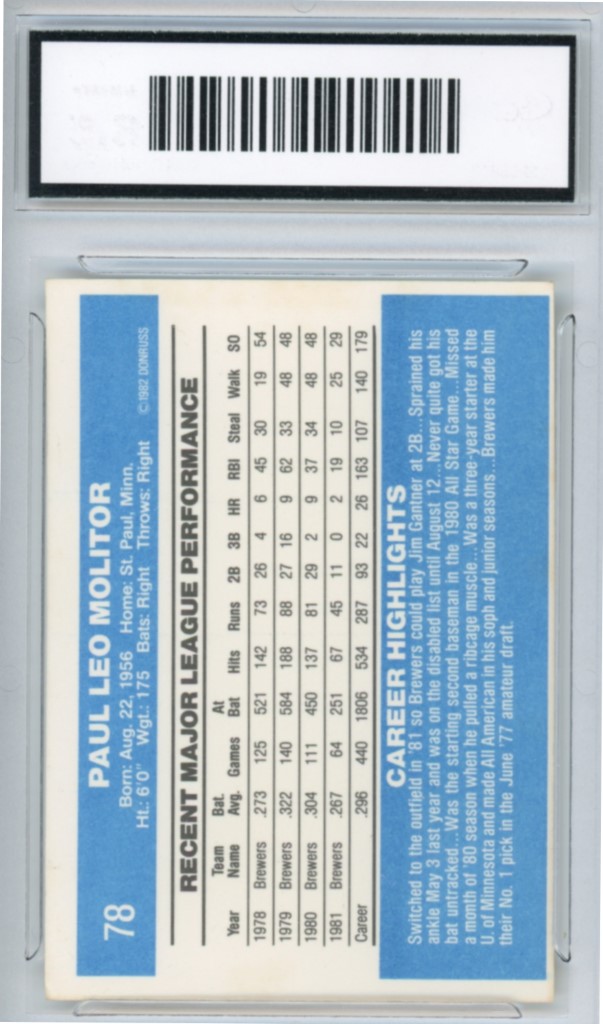 78
PAUL LEO MOLITOR
Born: Aug. 22, 1956 Home: St. Paul, Minn.
Ht.: 6'0" Wgt.: 175 Bats: Right Throws: Right ©1982 DONRUSS
RECENT MAJOR LEAGUE PERFORMANCE
Year Team Name Bat. Avg. Games At Bat Hits Runs 2B 3B HR RBI Steal Walk SO
1978 Brewers .273 125 521 142 73 26 4 6 45 30 19 54
1979 Brewers .322 140 584 188 88 27 16 9 62 33 48 48
1980 Brewers .304 111 450 137 81 29 2 9 37 34 48 48
1981 Brewers .267 64 251 67 45 11 0 2 19 10 25 29
Career .296 440 1806 534 287 93 22 26 163 107 140 179
CAREER HIGHLIGHTS
Switched to the outfield in '81 so Brewers could play Jim Gantner at 2B...Sprained his
ankle May 3 last year and was on the disabled list until August 12...Never quite got his
bat untracked...Was the starting second baseman in the 1980 All Star Game...Missed
a month of '80 season when he pulled a ribcage muscle...Was a three-year starter at the
U. of Minnesota and made All American in his soph and junior seasons...Brewers made him
their No. 1 pick in the June '77 amateur draft.